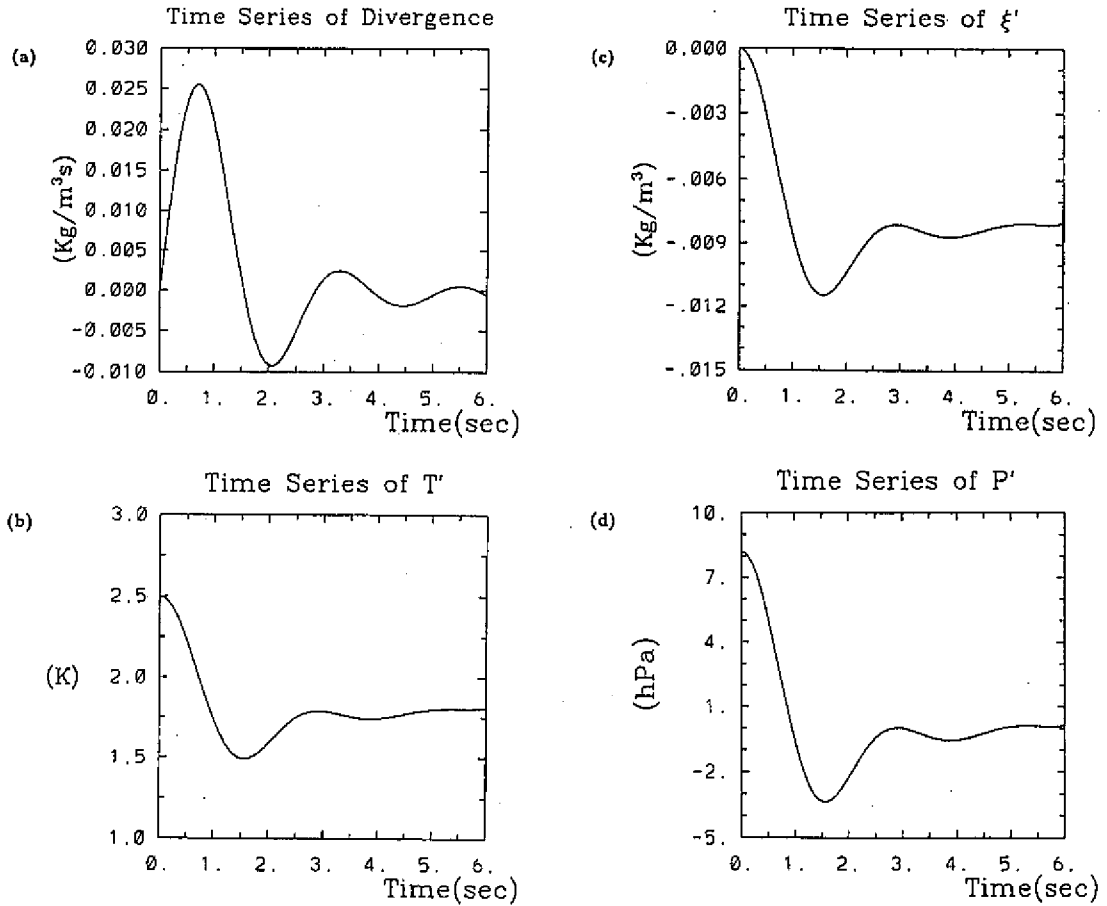 Time Series of Divergence
(a)
0.030
0.025
0.020
0.015
0.010
0.005
0.000
-0.005
-0.010
(Kg/m³s)
0. 1. 2. 3. 4. 5. 6.
Time(sec)
Time Series of ξ'
(c)
0.000
-.003
-.006
-.009
-.012
-.015
(Kg/m³)
0. 1. 2. 3. 4. 5. 6.
Time(sec)
Time Series of T'
(b)
3.0
2.5
2.0
1.5
1.0
(K)
0. 1. 2. 3. 4. 5. 6.
Time(sec)
Time Series of P'
(d)
10.
7.
4.
1.
-2.
-5.
(hPa)
0. 1. 2. 3. 4. 5. 6.
Time(sec)